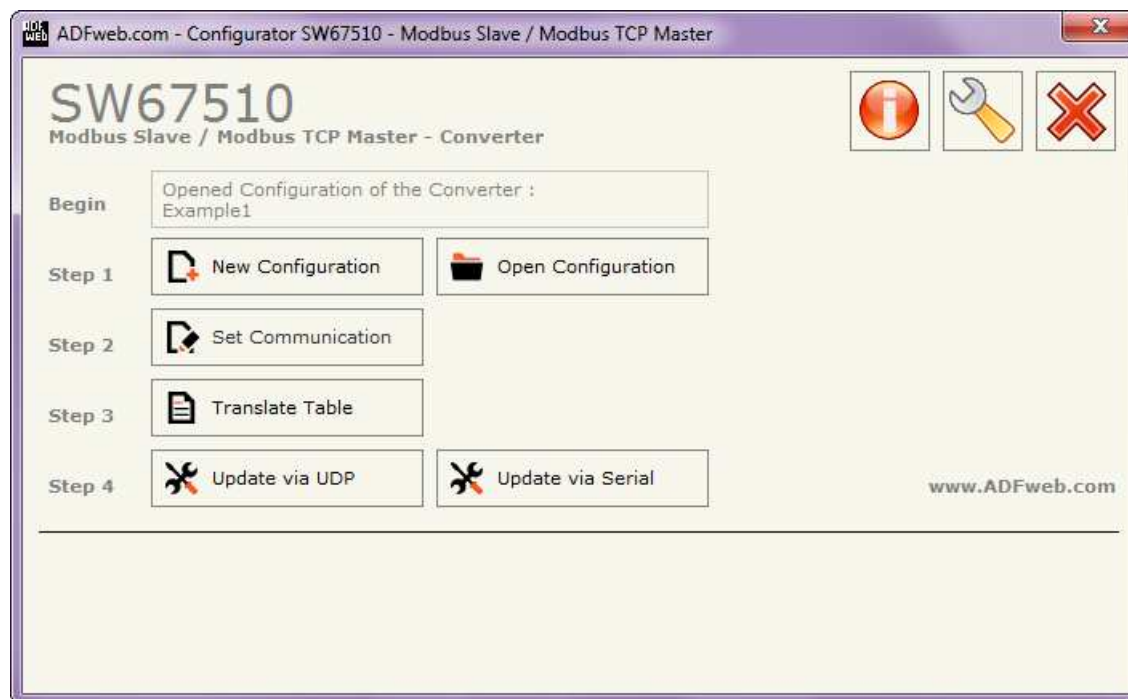 ADF WEB ADFweb.com - Configurator SW67510 - Modbus Slave / Modbus TCP Master
SW67510
Modbus Slave / Modbus TCP Master - Converter
Begin
Opened Configuration of the Converter :
Example1
Step 1
New Configuration
Open Configuration
Step 2
Set Communication
Step 3
Translate Table
Step 4
Update via UDP
Update via Serial
www.ADFweb.com